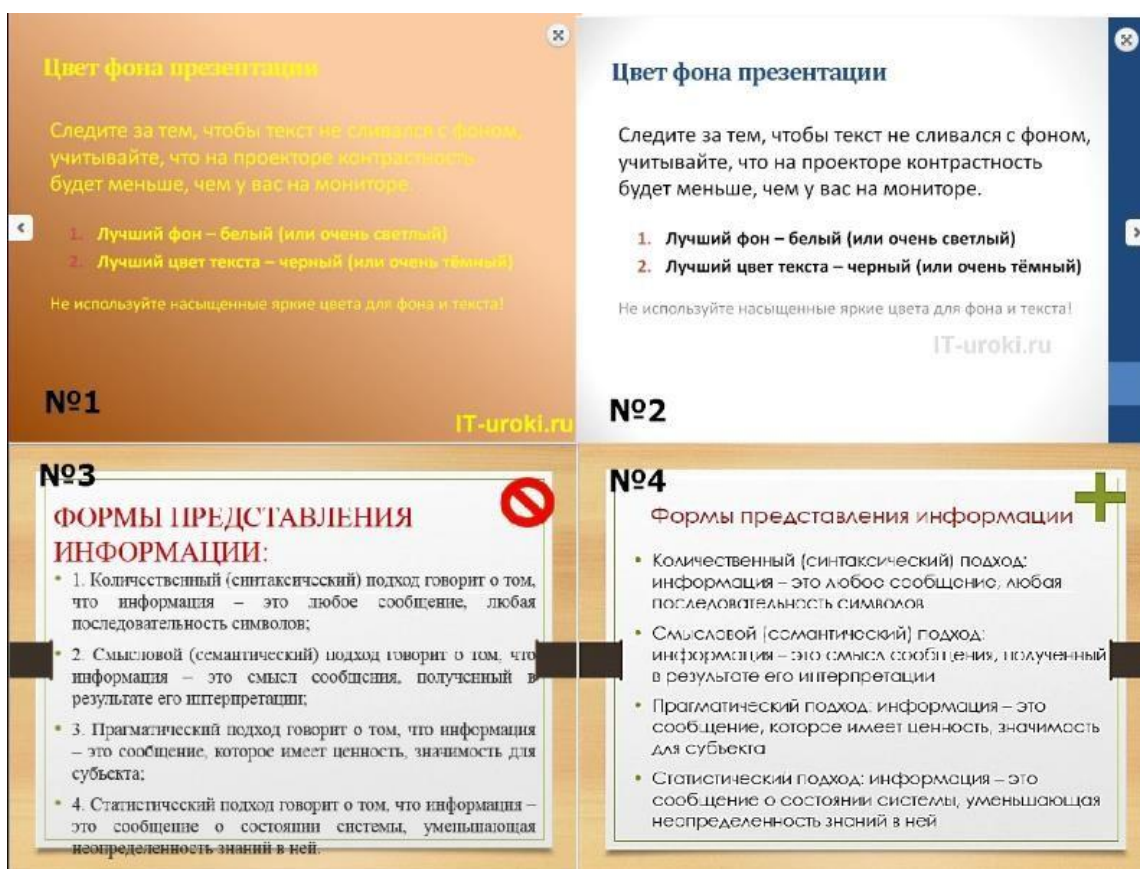 Цвет фона презентации
Следите за тем, чтобы текст не сливался с фоном,
учитывайте, что на проекторе контрастность
будет меньше, чем у вас на мониторе.
1. Лучший фон – белый (или очень светлый)
2. Лучший цвет текста – черный (или очень тёмный)
Не используйте насыщенные яркие цвета для фона и текста!
№1
IT-uroki.ru
Цвет фона презентации
Следите за тем, чтобы текст не сливался с фоном,
учитывайте, что на проекторе контрастность
будет меньше, чем у вас на мониторе.
1. Лучший фон – белый (или очень светлый)
2. Лучший цвет текста – черный (или очень тёмный)
Не используйте насыщенные яркие цвета для фона и текста!
IT-uroki.ru
№2
№3
ФОРМЫ ПРЕДСТАВЛЕНИЯ
ИНФОРМАЦИИ:
• 1. Количественный (синтаксический) подход говорит о том,
что информация – это любое сообщение, любая
последовательность символов;
• 2. Смысловой (семантический) подход говорит о том, что
информация – это смысл сообщения, полученный в
результате его интерпретации;
• 3. Прагматический подход говорит о том, что информация
– это сообщение, которое имеет ценность, значимость для
субъекта;
• 4. Статистический подход говорит о том, что информация –
это сообщение о состоянии системы, уменьшающая
неопределенность знаний в ней.
№4
Формы представления информации
• Количественный (синтаксический) подход:
информация – это любое сообщение, любая
последовательность символов
• Смысловой (семантический) подход:
информация – это смысл сообщения, полученный
в результате его интерпретации
• Прагматический подход: информация – это
сообщение, которое имеет ценность, значимость
для субъекта
• Статистический подход: информация – это
сообщение о состоянии системы, уменьшающая
неопределенность знаний в ней